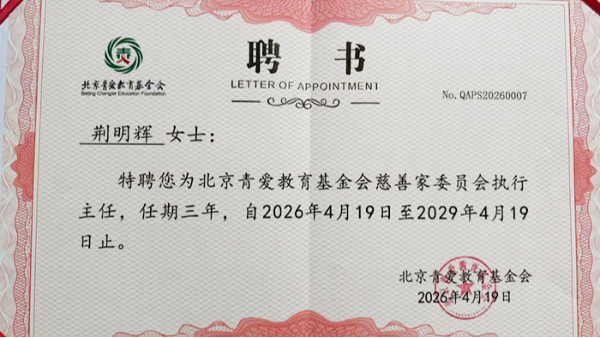 青
北京青爱教育基金会
Beijing Changier Education Foundation
聘书
LETTER OF APPOINTMENT
No.QAPS20260007
荆明辉 女士：
特聘您为北京青爱教育基金会慈善家委员会执行
主任，任期三年，自2026年4月19日至2029年4月19
日止。
北京青爱教育基金会
2026年4月19日